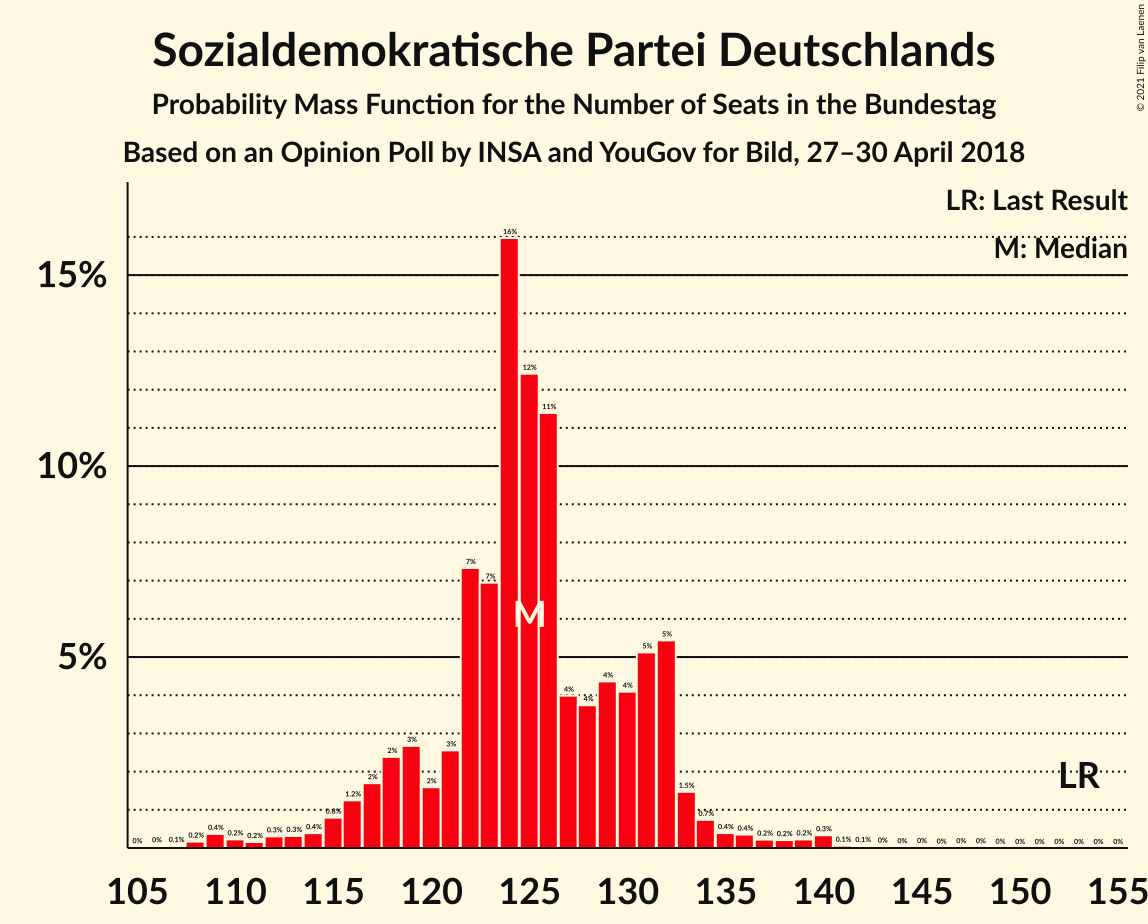 Sozialdemokratische Partei Deutschlands
Probability Mass Function for the Number of Seats in the Bundestag
Based on an Opinion Poll by INSA and YouGov for Bild, 27–30 April 2018
© 2021 Filip van Laenen
LR: Last Result
M: Median
15%
10%
5%
0% 0% 0.1% 0.2% 0.4% 0.2% 0.2% 0.3% 0.3% 0.4% 0.8% 1.2% 2% 2% 3% 2% 3% 7% 7% 16% 12% 11% 4% 4% 4% 4% 5% 5% 1.5% 0.7% 0.4% 0.4% 0.2% 0.2% 0.2% 0.3% 0.1% 0.1% 0% 0% 0% 0% 0% 0% 0% 0% 0% 0% 0% 0% 0%
M
LR
105 110 115 120 125 130 135 140 145 150 155